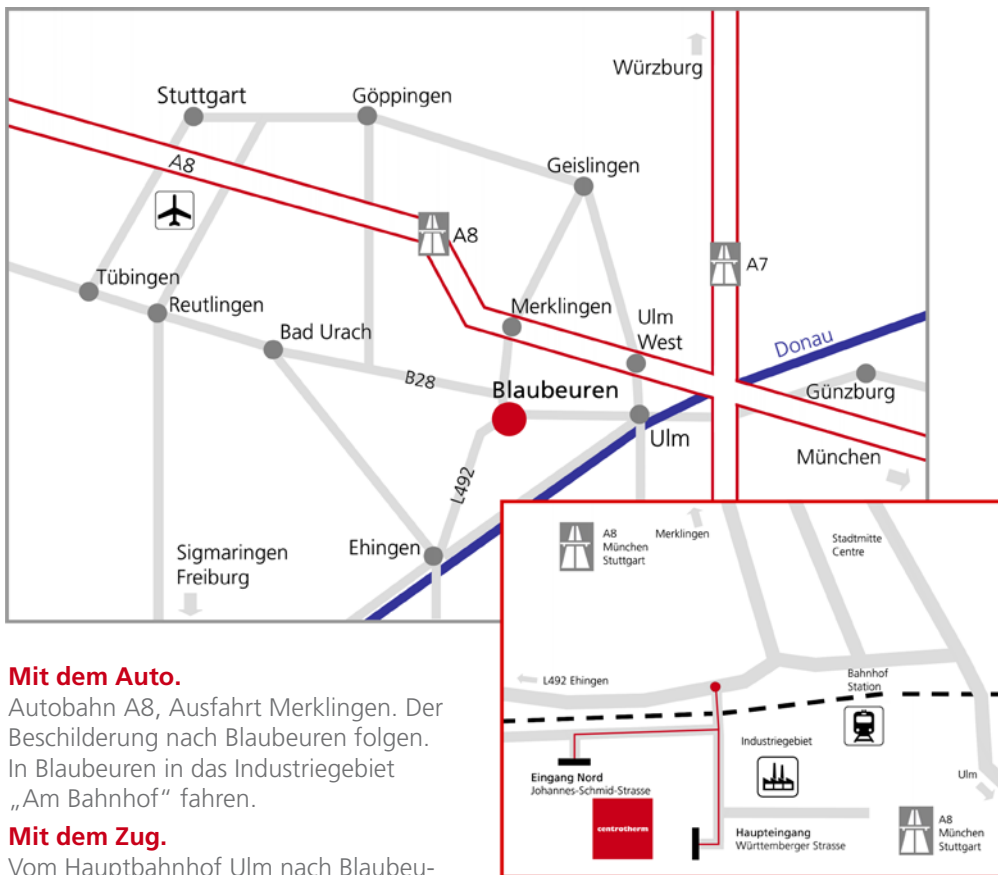 Würzburg
Stuttgart
Göppingen
Geislingen
A8
A8
A7
Tübingen
Reutlingen
Merklingen
Ulm
West
Bad Urach
Donau
B28
Blaubeuren
Günzburg
Ulm
München
L492
Ehingen
Sigmaringen
Freiburg
A8
München
Stuttgart
Merklingen
Stadtmitte
Centre
L492 Ehingen
Bahnhof
Station
Industriegebiet
Eingang Nord
Johannes-Schmid-Strasse
Ulm
centrotherm
Haupteingang
Württemberger Strasse
A8
München
Stuttgart
Mit dem Auto.
Autobahn A8, Ausfahrt Merklingen. Der
Beschilderung nach Blaubeuren folgen.
In Blaubeuren in das Industriegebiet
„Am Bahnhof“ fahren.
Mit dem Zug.
Vom Hauptbahnhof Ulm nach Blaubeu-